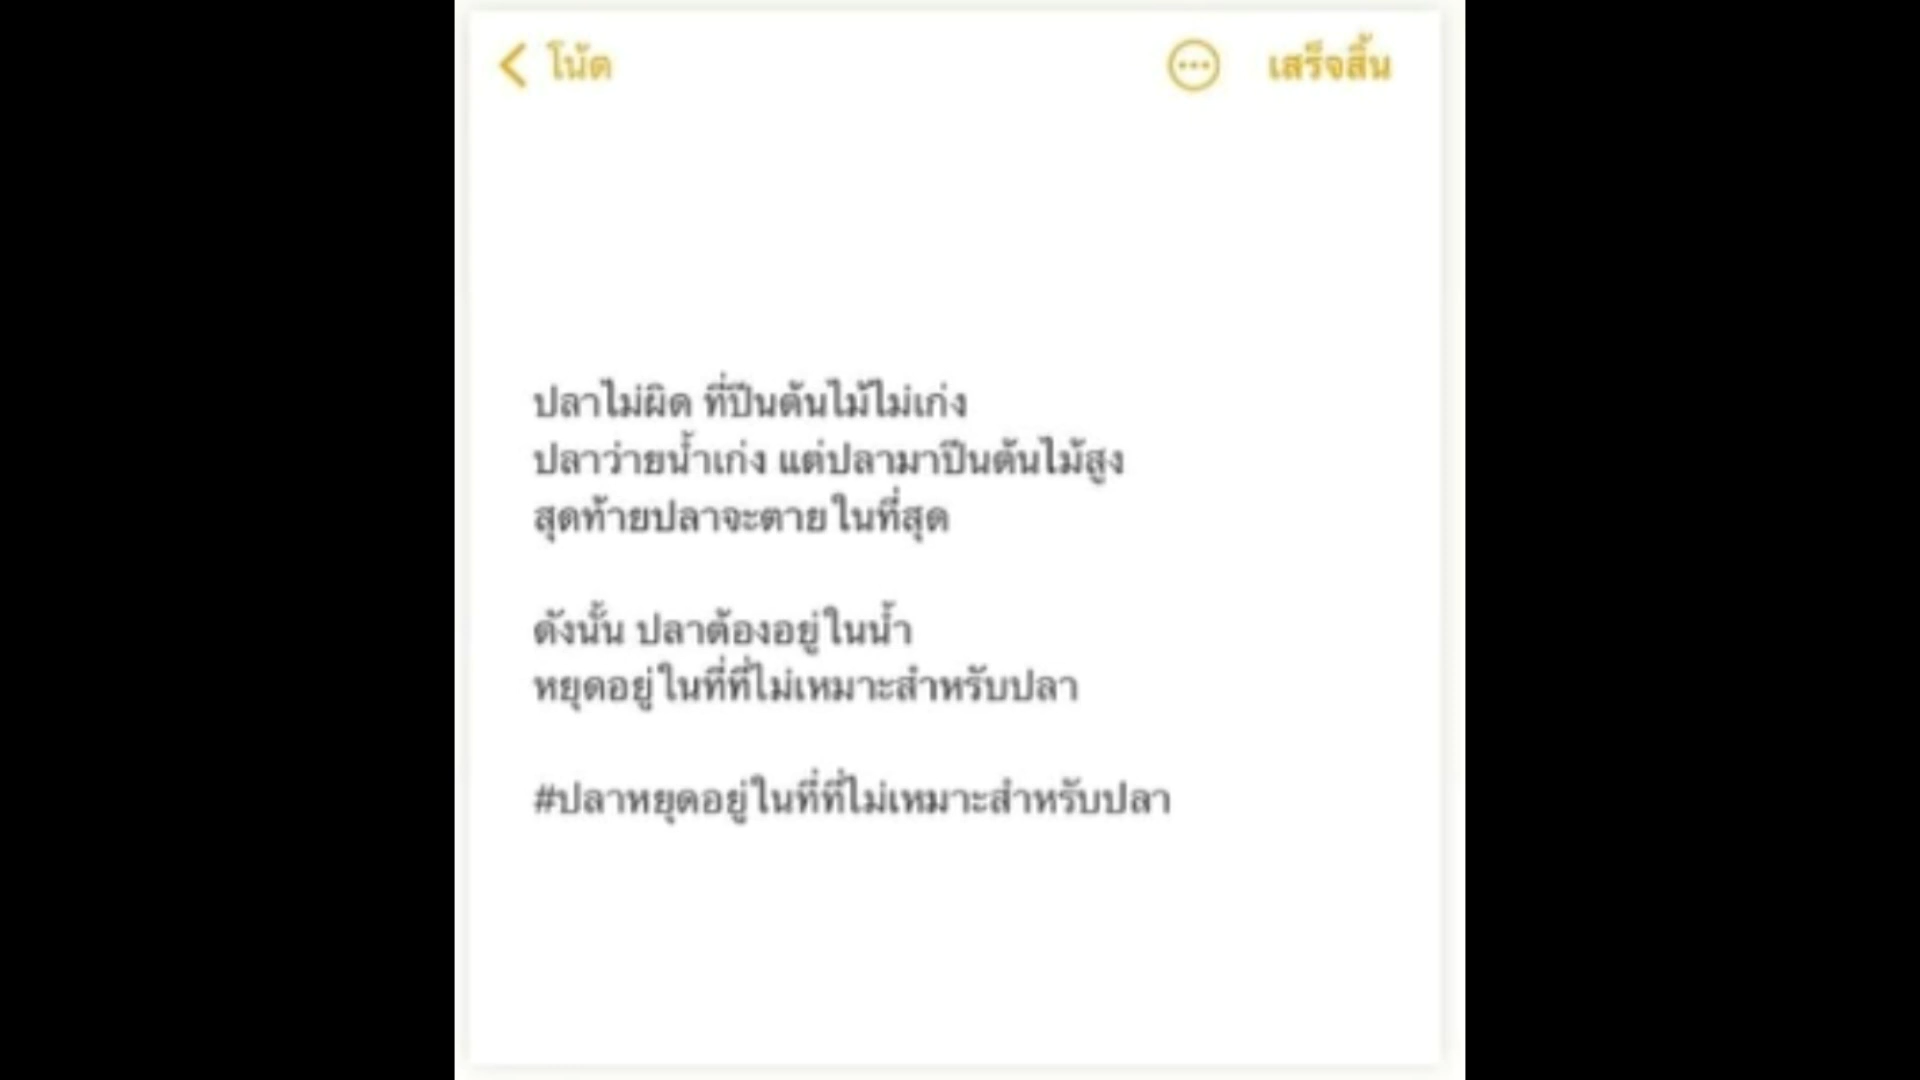 โน้ต
เสร็จสิ้น
ปลาไม่ผิด ที่ปีนต้นไม้ไม่เก่ง
ปลาว่ายน้ำเก่ง แต่ปลามาปีนต้นไม้สูง
สุดท้ายปลาจะตายในที่สุด
ดังนั้น ปลาต้องอยู่ในน้ำ
หยุดอยู่ในที่ที่ไม่เหมาะสำหรับปลา
#ปลาหยุดอยู่ในที่ที่ไม่เหมาะสำหรับปลา